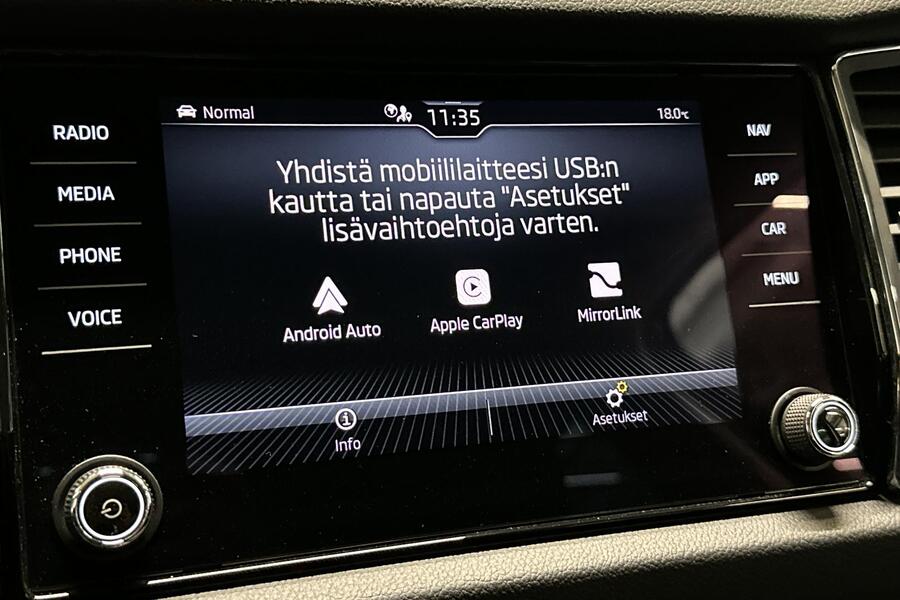 Normal
11:35
18.0°C
RADIO
MEDIA
PHONE
VOICE
Yhdistä mobiililaitteesi USB:n
kautta tai napauta "Asetukset"
lisävaihtoehtoja varten.
Android Auto
Apple CarPlay
MirrorLink
Info
Asetukset
NAV
APP
CAR
MENU